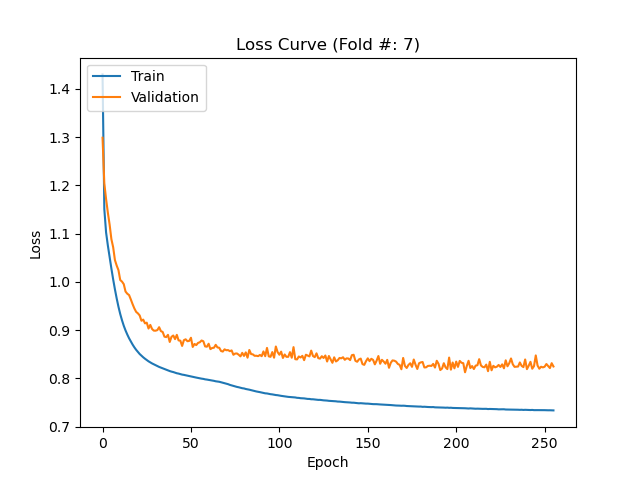 Loss Curve (Fold #: 7)
Train
Validation
1.4
1.3
1.2
1.1
1.0
0.9
0.8
0.7
Loss
0 50 100 150 200 250
Epoch